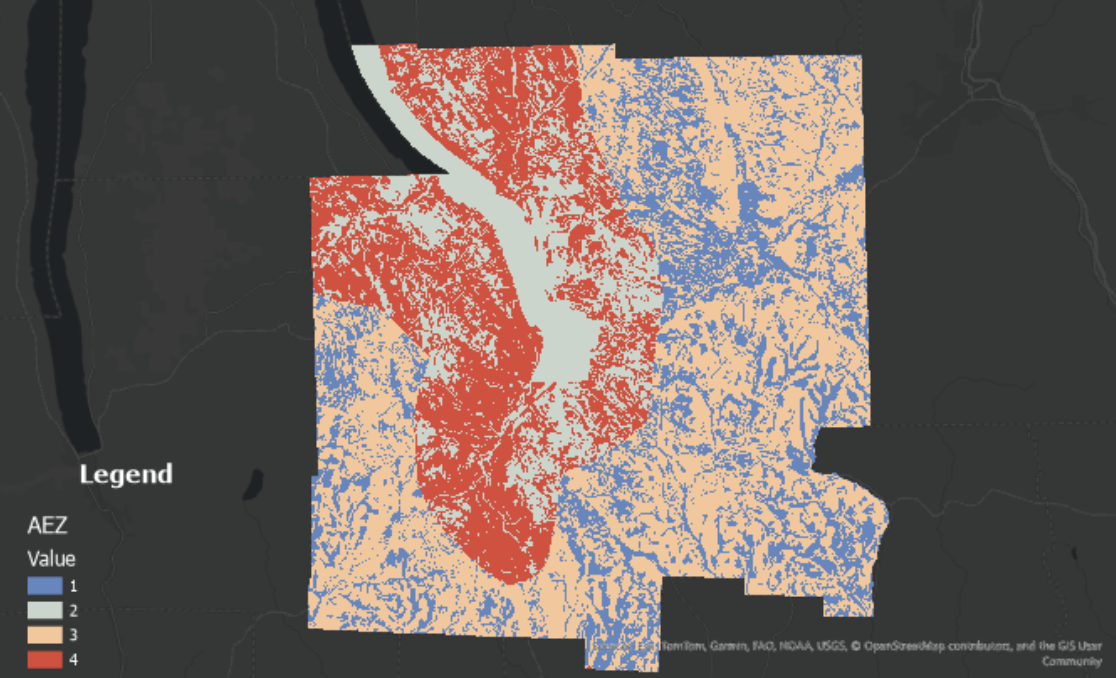 Legend
AEZ
Value
1
2
3
4
TomTom, Garmin, FAO, NOAA, USGS, © OpenStreetMap contributors, and the GIS User
Community